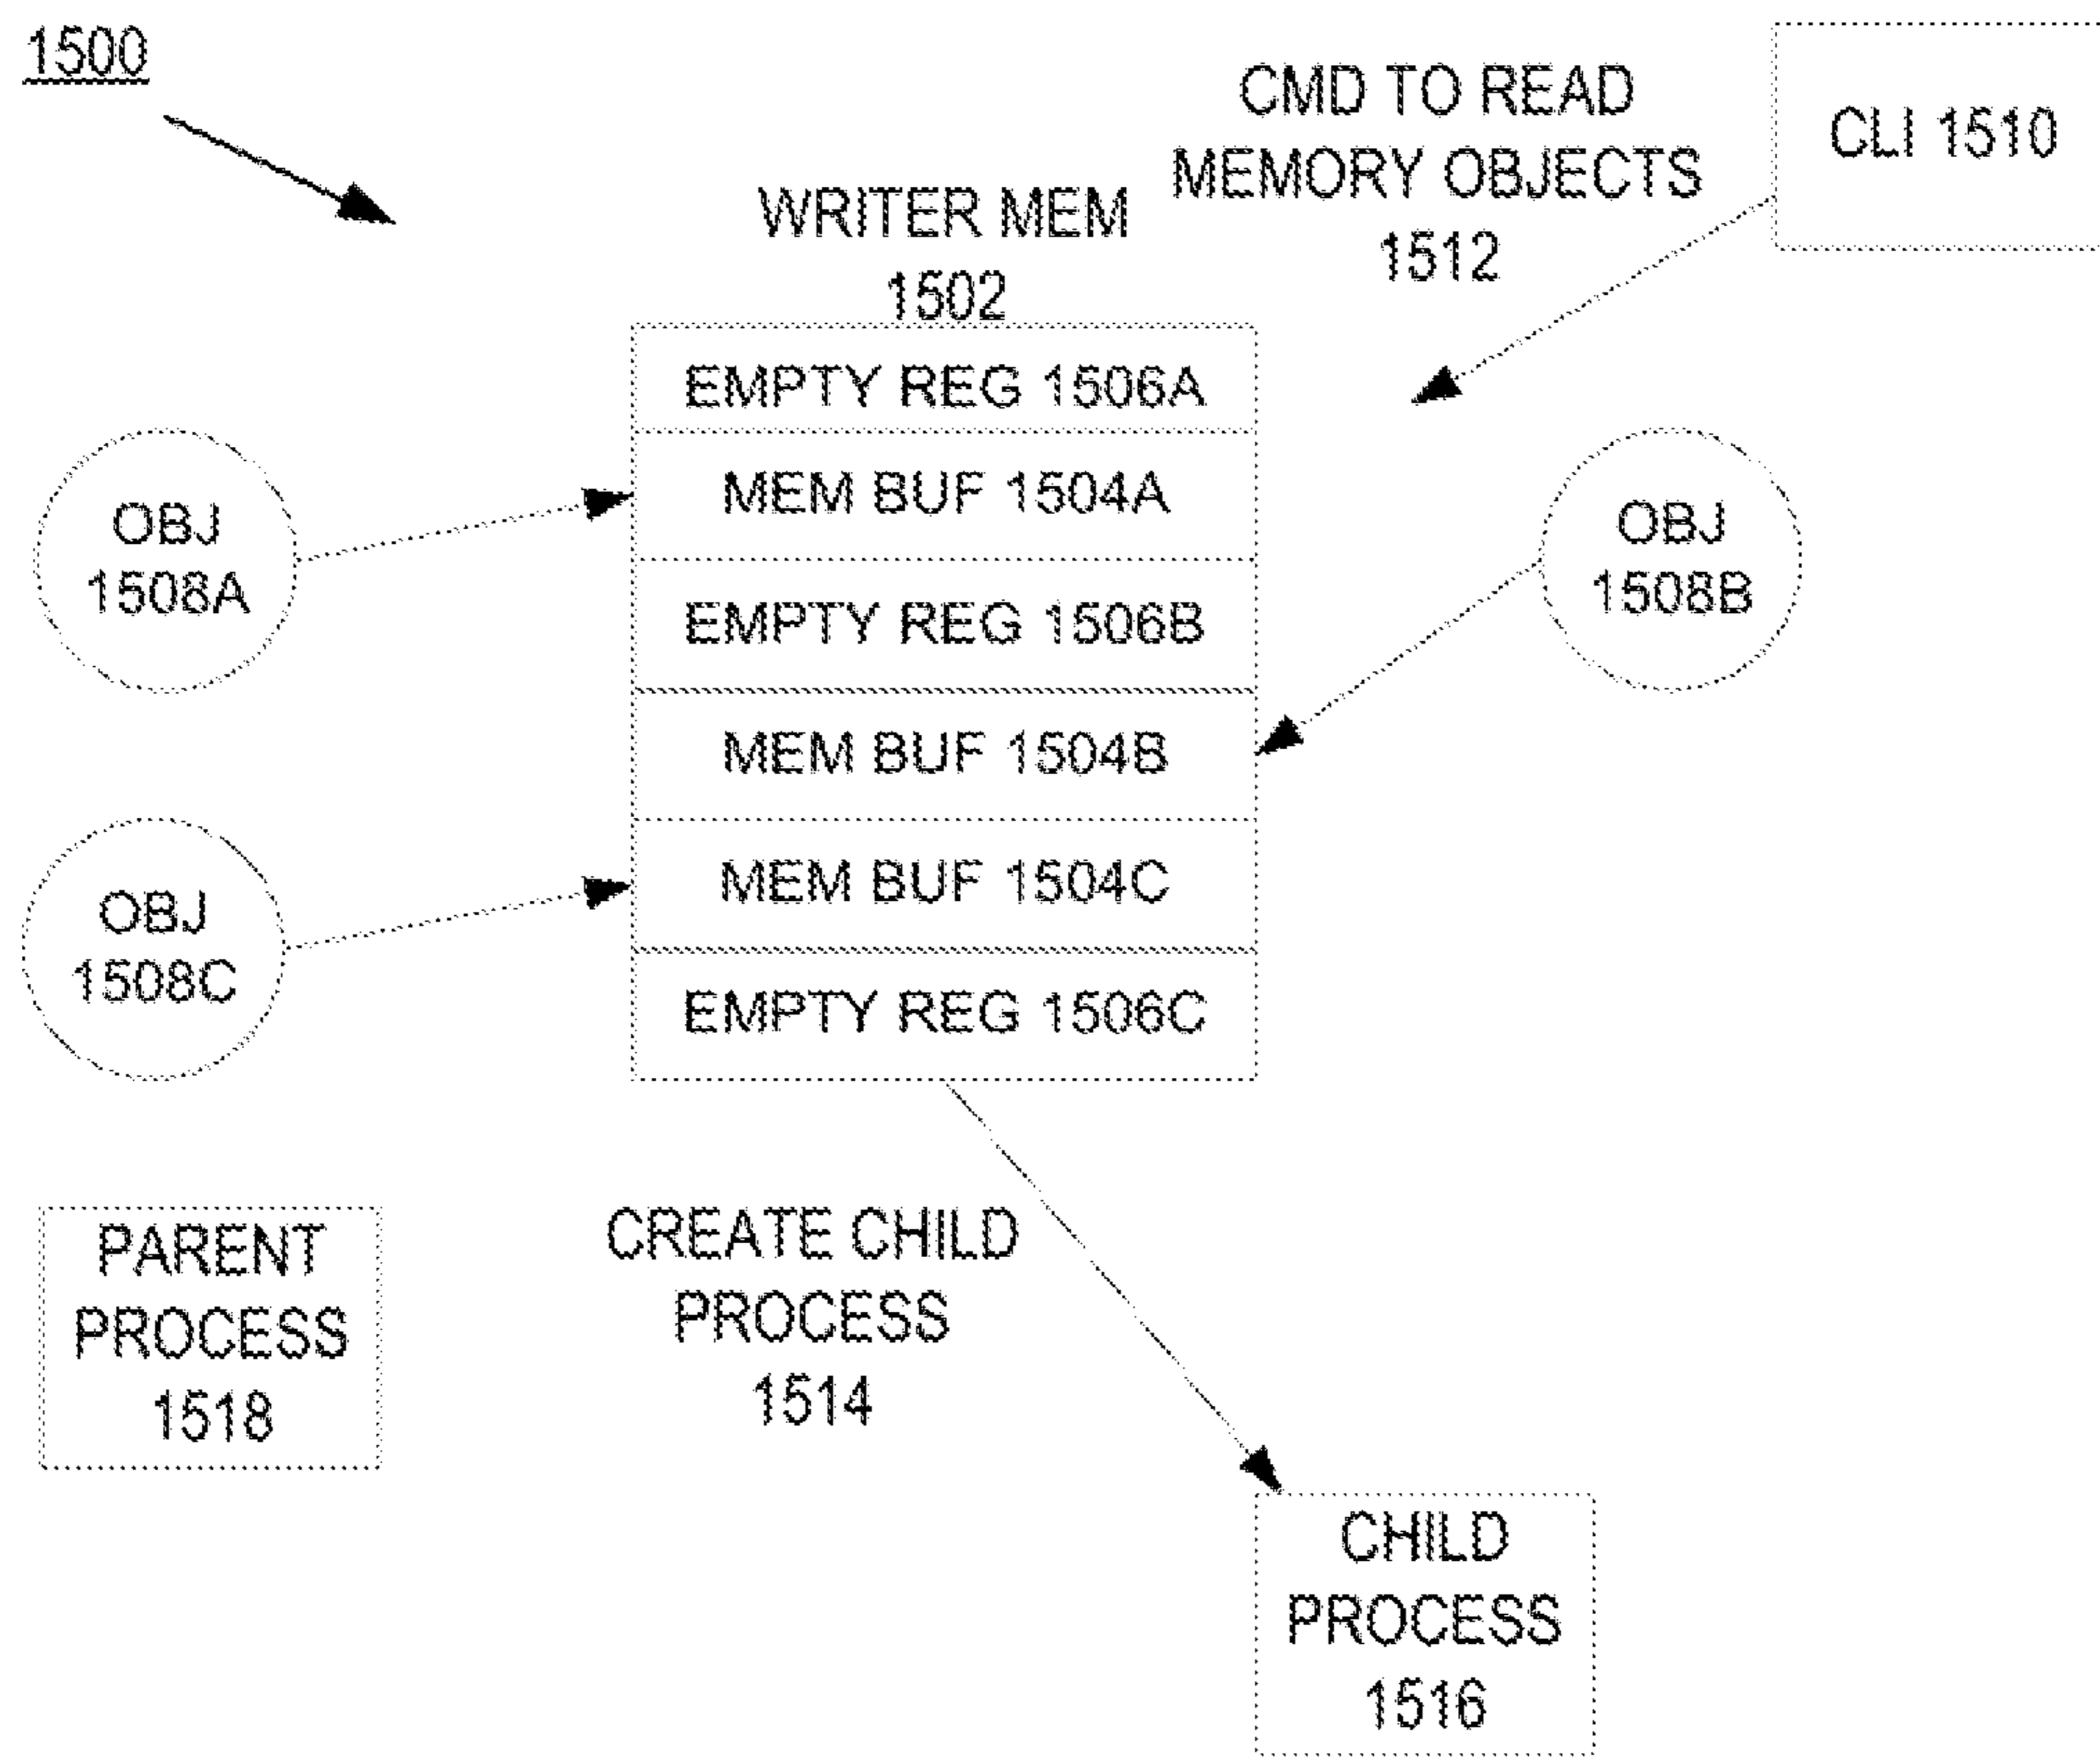 1500
CMD TO READ
MEMORY OBJECTS
1512
CLI 1510
WRITER MEM
1502
EMPTY REG 1506A
MEM BUF 1504A
EMPTY REG 1506B
MEM BUF 1504B
MEM BUF 1504C
EMPTY REG 1506C
OBJ
1508A
OBJ
1508B
OBJ
1508C
PARENT
PROCESS
1518
CREATE CHILD
PROCESS
1514
CHILD
PROCESS
1516